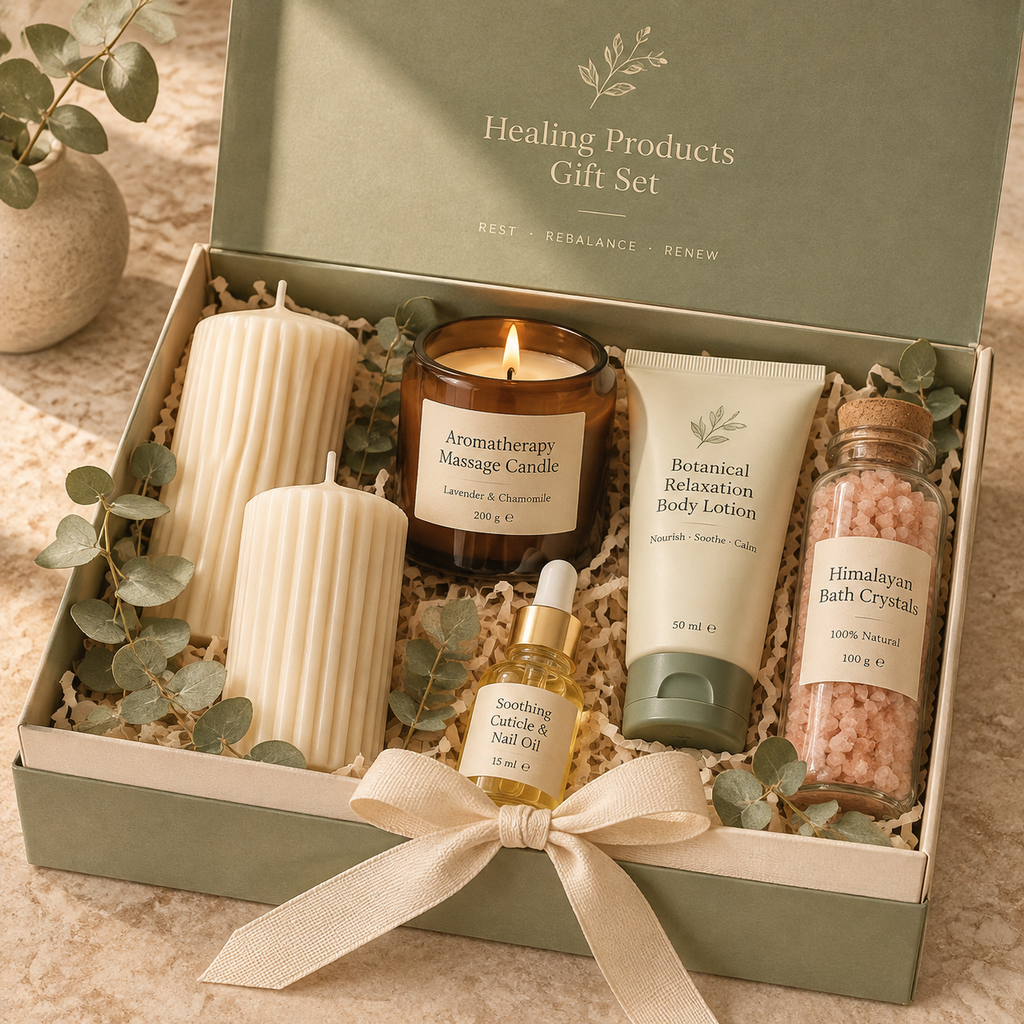 Healing Products
Gift Set
REST · REBALANCE · RENEW
Aromatherapy
Massage Candle
Lavender & Chamomile
200 g ℮
Botanical
Relaxation
Body Lotion
Nourish · Soothe · Calm
50 ml ℮
Himalayan
Bath Crystals
100% Natural
100 g ℮
Soothing
Cuticle &
Nail Oil
15 ml ℮